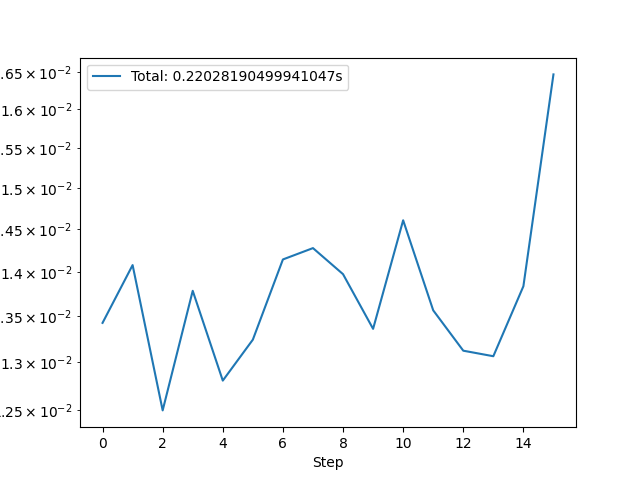 Total: 0.22028190499941047s
.65 × 10⁻²
1.6 × 10⁻²
.55 × 10⁻²
1.5 × 10⁻²
.45 × 10⁻²
1.4 × 10⁻²
.35 × 10⁻²
1.3 × 10⁻²
.25 × 10⁻²
0 2 4 6 8 10 12 14
Step